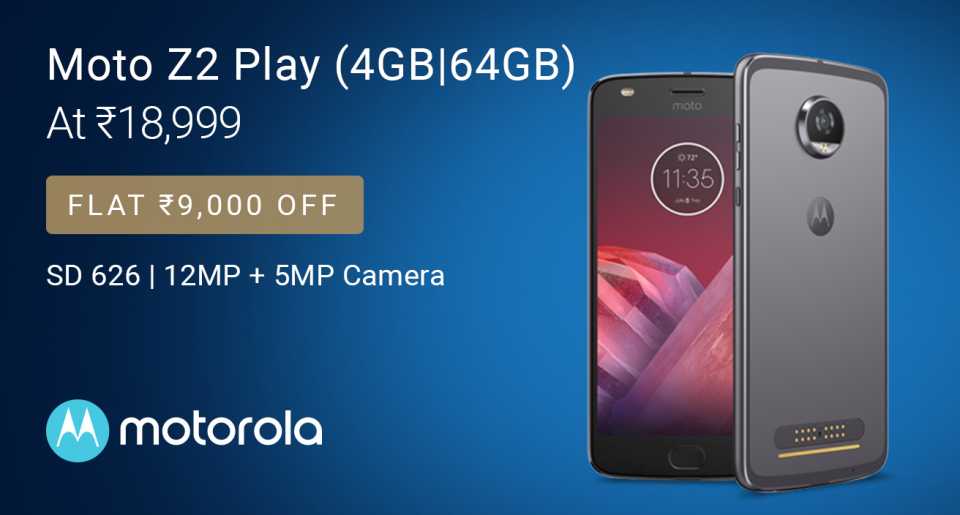 Moto Z2 Play (4GB|64GB)
At ₹18,999
FLAT ₹9,000 OFF
SD 626 | 12MP + 5MP Camera
motorola
moto
72°
11:35